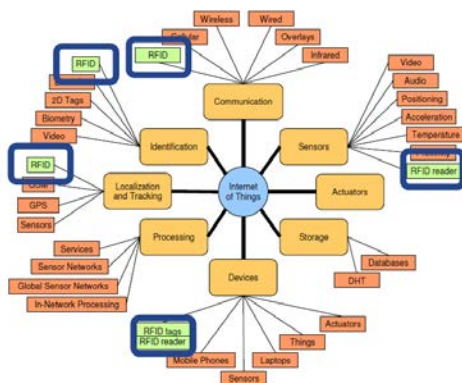 Wireless
Wired
Cellular
Overlays
RFID
Infrared
Communication
RFID
2D Tags
Biometry
Video
Identification
Sensors
Video
Audio
Positioning
Acceleration
Temperature
RFID reader
RFID
GPS
Sensors
Localization
and Tracking
Internet
of Things
Actuators
Processing
Services
Sensor Networks
Global Sensor Networks
In-Network Processing
Storage
Databases
DHT
Devices
RFID tags
RFID reader
Mobile Phones
Sensors
Laptops
Things
Actuators